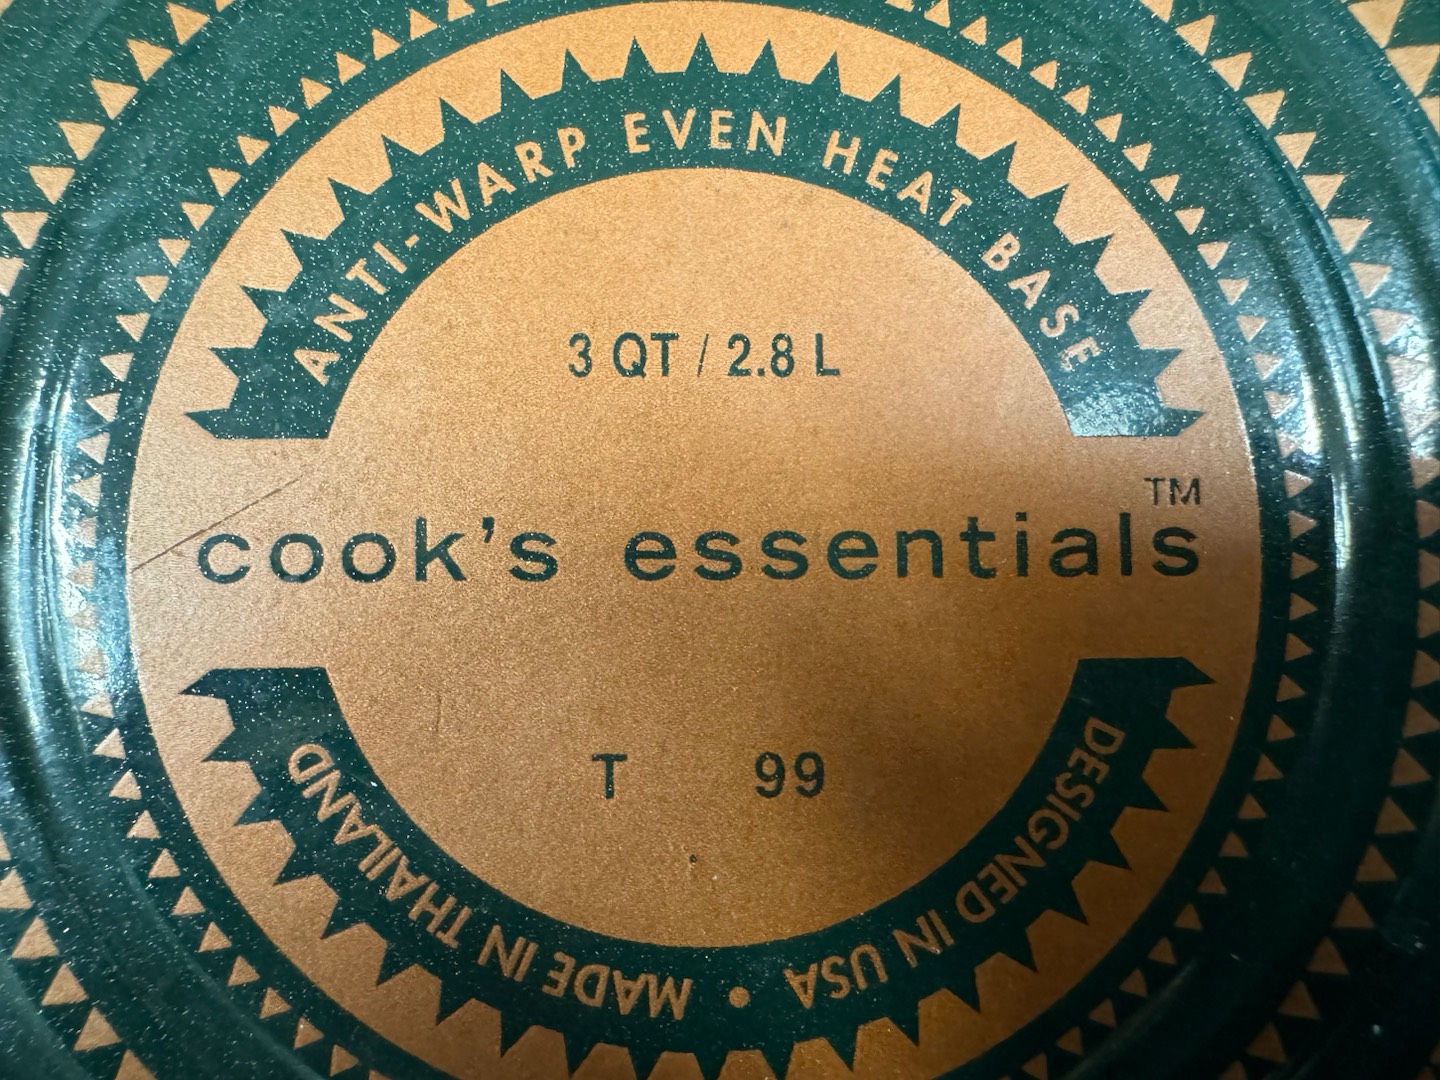 ANTI-WARP EVEN HEAT BASE
3 QT / 2.8 L
cook's essentials™
T 99
DESIGNED IN USA • MADE IN THAILAND